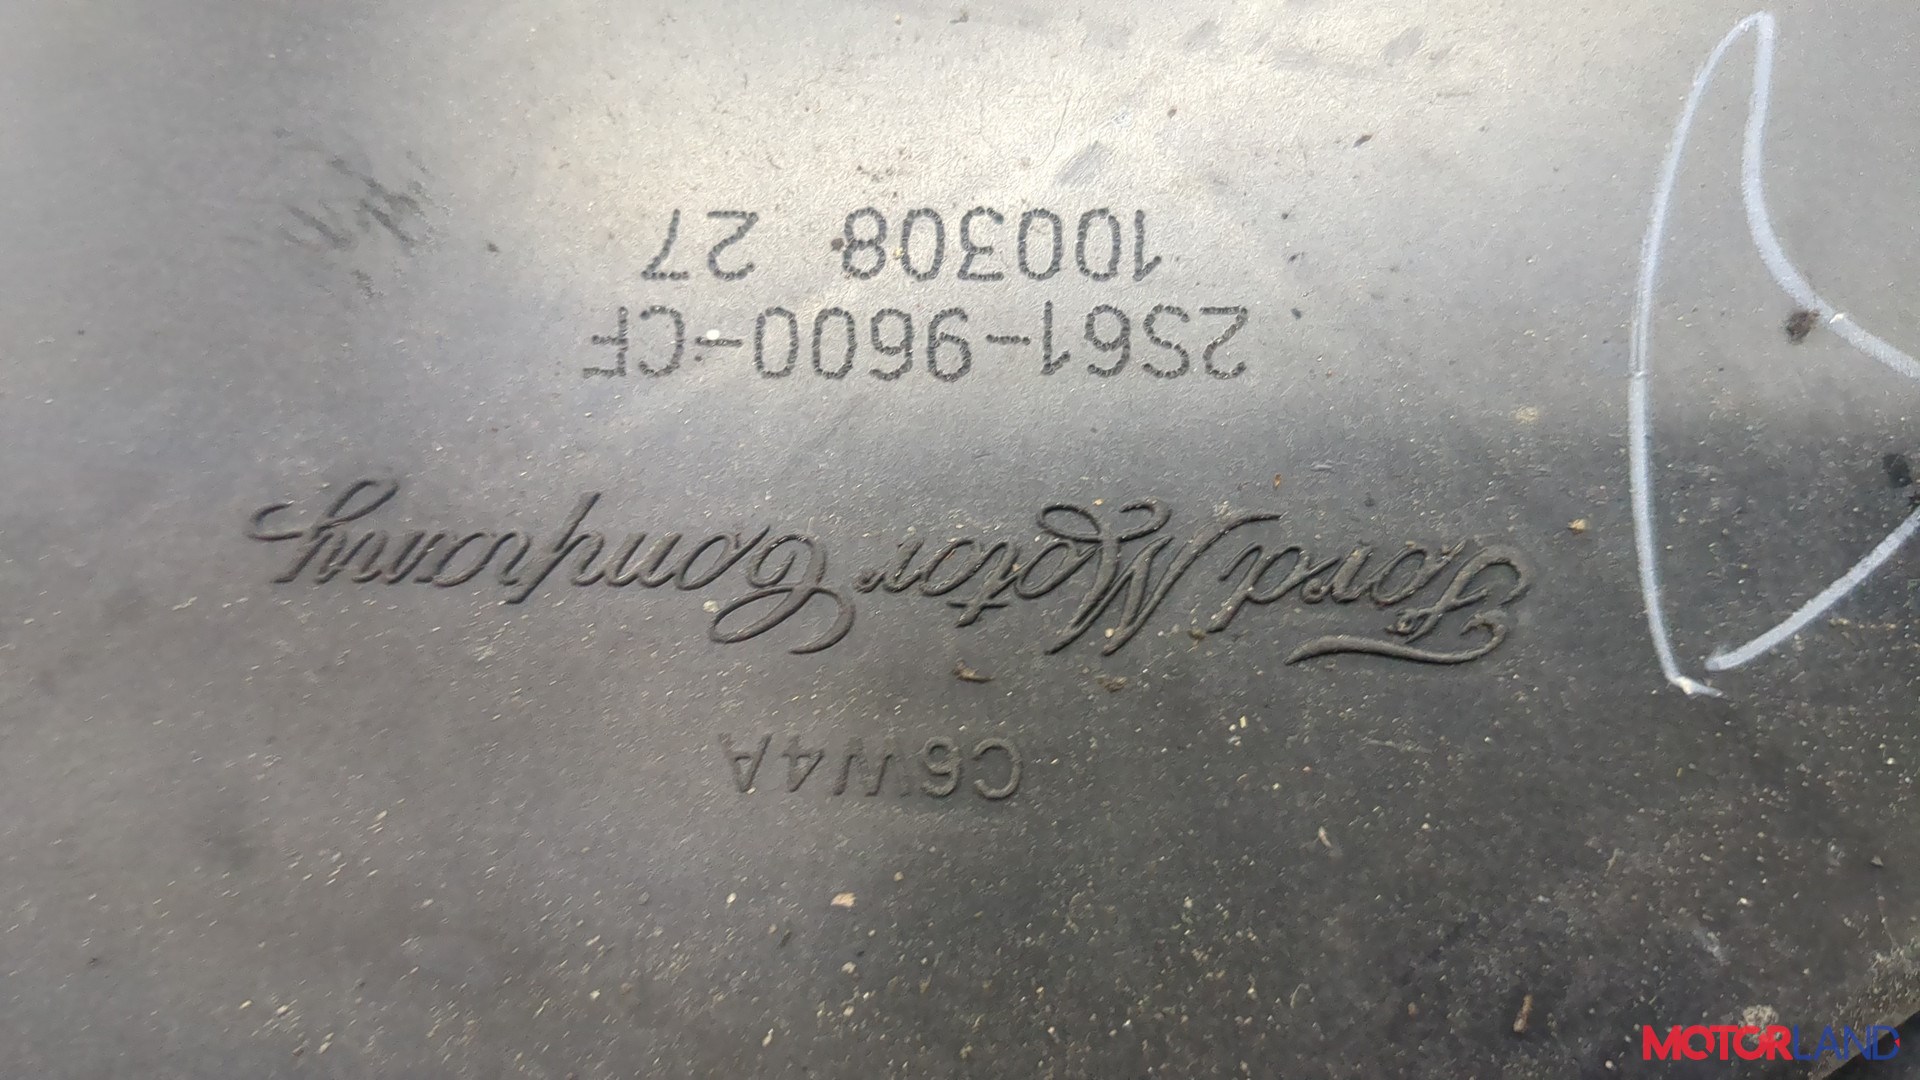 C6W4A
Ford Motor Company
2S61-9600-CF
100308 27
MOTORLAND